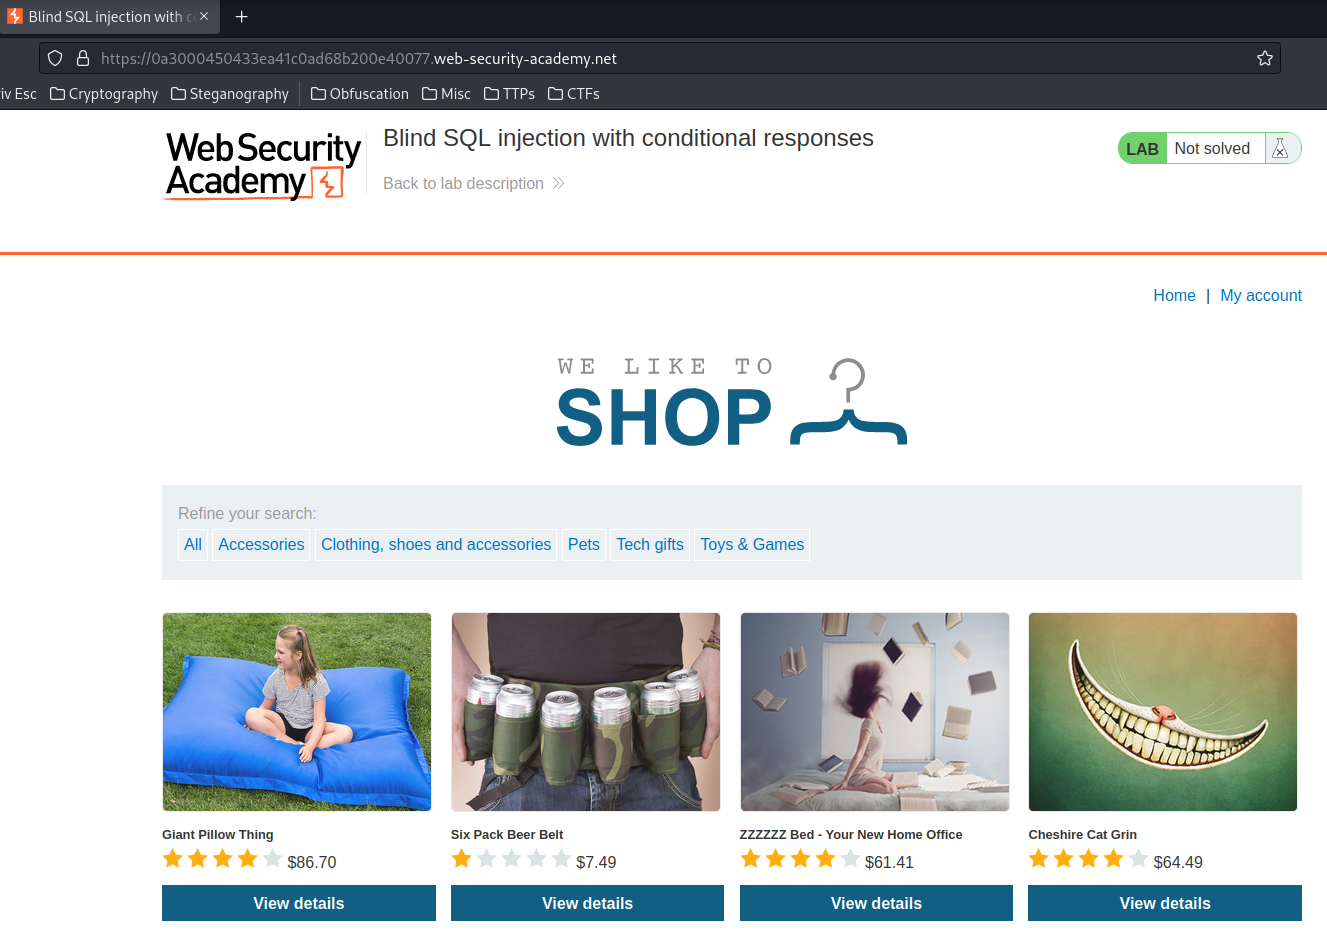 Blind SQL injection with c
https://0a3000450433ea41c0ad68b200e40077.web-security-academy.net
iv Esc Cryptography Steganography Obfuscation Misc TTPs CTFs
Web Security Academy
Blind SQL injection with conditional responses
Back to lab description
LAB Not solved
Home | My account
WE LIKE TO
SHOP
Refine your search:
All Accessories Clothing, shoes and accessories Pets Tech gifts Toys & Games
Giant Pillow Thing
$86.70
View details
Six Pack Beer Belt
$7.49
View details
ZZZZZZ Bed - Your New Home Office
$61.41
View details
Cheshire Cat Grin
$64.49
View details